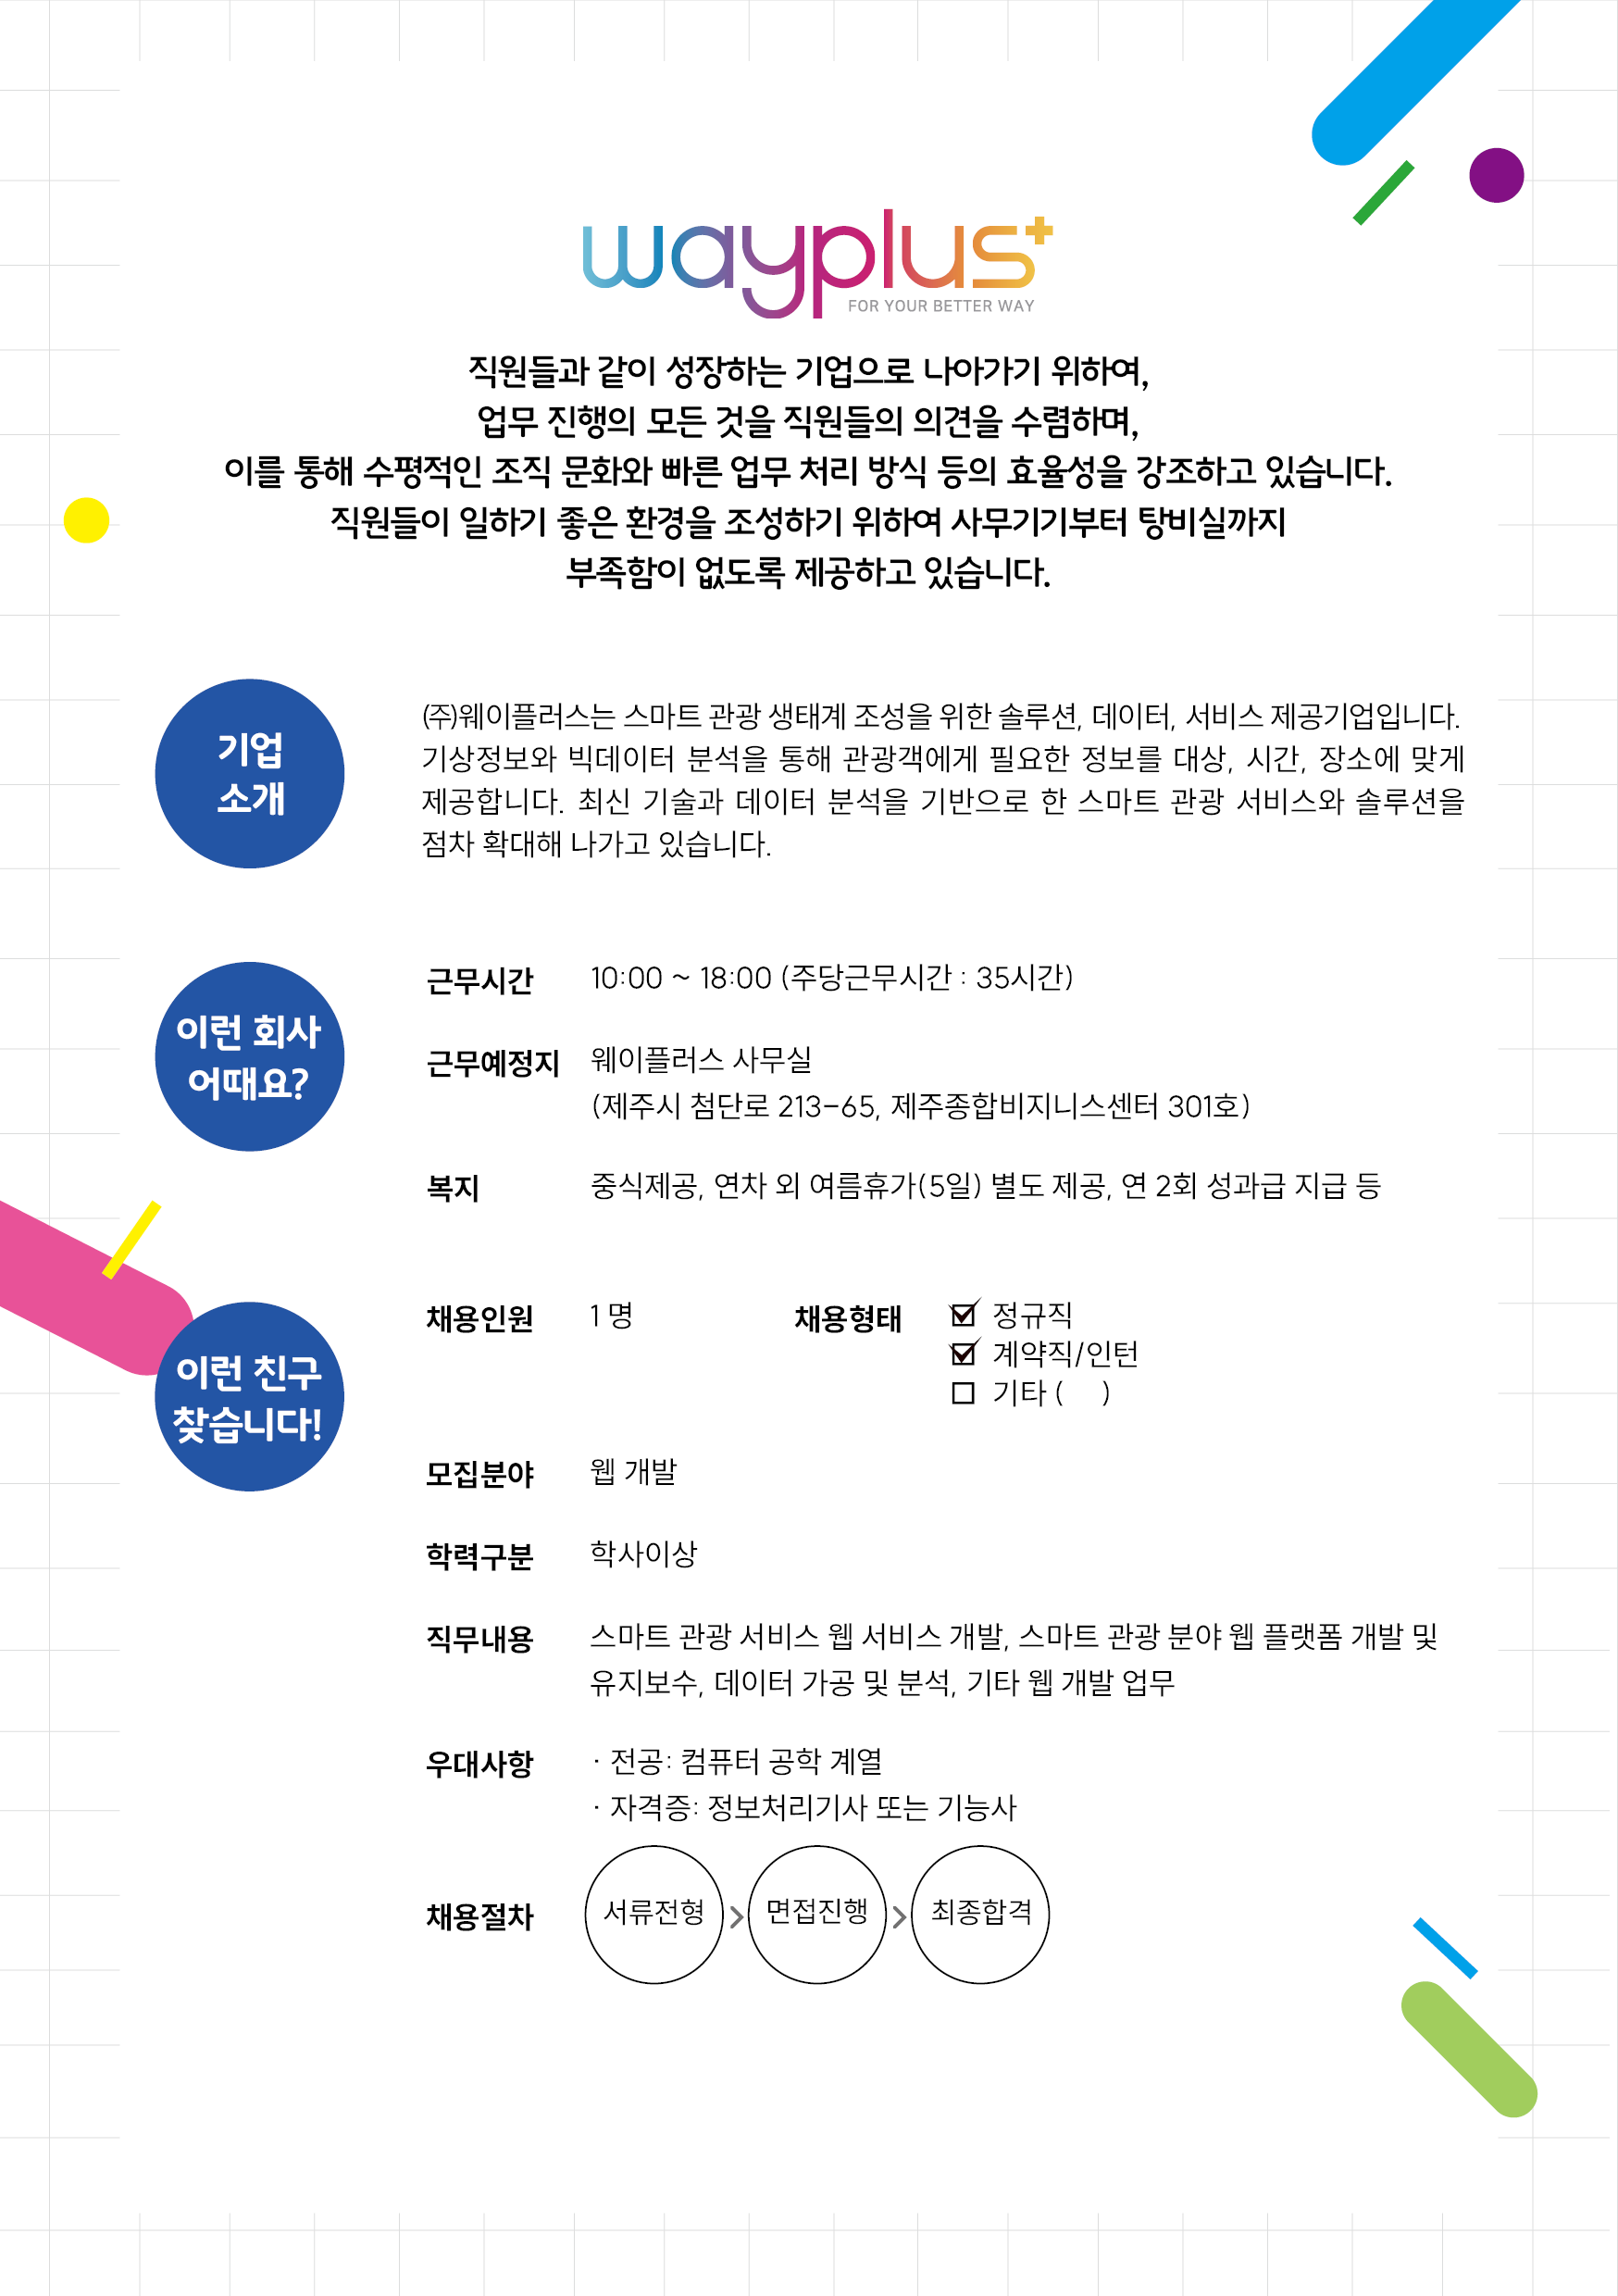 wayplus+
FOR YOUR BETTER WAY
직원들과 같이 성장하는 기업으로 나아가기 위하여,
업무 진행의 모든 것을 직원들의 의견을 수렴하며,
이를 통해 수평적인 조직 문화와 빠른 업무 처리 방식 등의 효율성을 강조하고 있습니다.
직원들이 일하기 좋은 환경을 조성하기 위하여 사무기기부터 탕비실까지
부족함이 없도록 제공하고 있습니다.
기업
소개
㈜웨이플러스는 스마트 관광 생태계 조성을 위한 솔루션, 데이터, 서비스 제공기업입니다.
기상정보와 빅데이터 분석을 통해 관광객에게 필요한 정보를 대상, 시간, 장소에 맞게
제공합니다. 최신 기술과 데이터 분석을 기반으로 한 스마트 관광 서비스와 솔루션을
점차 확대해 나가고 있습니다.
이런 회사
어때요?
근무시간 10:00 ~ 18:00 (주당근무시간 : 35시간)
근무예정지 웨이플러스 사무실
(제주시 첨단로 213-65, 제주종합비지니스센터 301호)
복지 중식제공, 연차 외 여름휴가(5일) 별도 제공, 연 2회 성과급 지급 등
이런 친구
찾습니다!
채용인원 1 명 채용형태 ☑ 정규직
☑ 계약직/인턴
☐ 기타 ( )
모집분야 웹 개발
학력구분 학사이상
직무내용 스마트 관광 서비스 웹 서비스 개발, 스마트 관광 분야 웹 플랫폼 개발 및
유지보수, 데이터 가공 및 분석, 기타 웹 개발 업무
우대사항 · 전공: 컴퓨터 공학 계열
· 자격증: 정보처리기사 또는 기능사
채용절차 서류전형 > 면접진행 > 최종합격